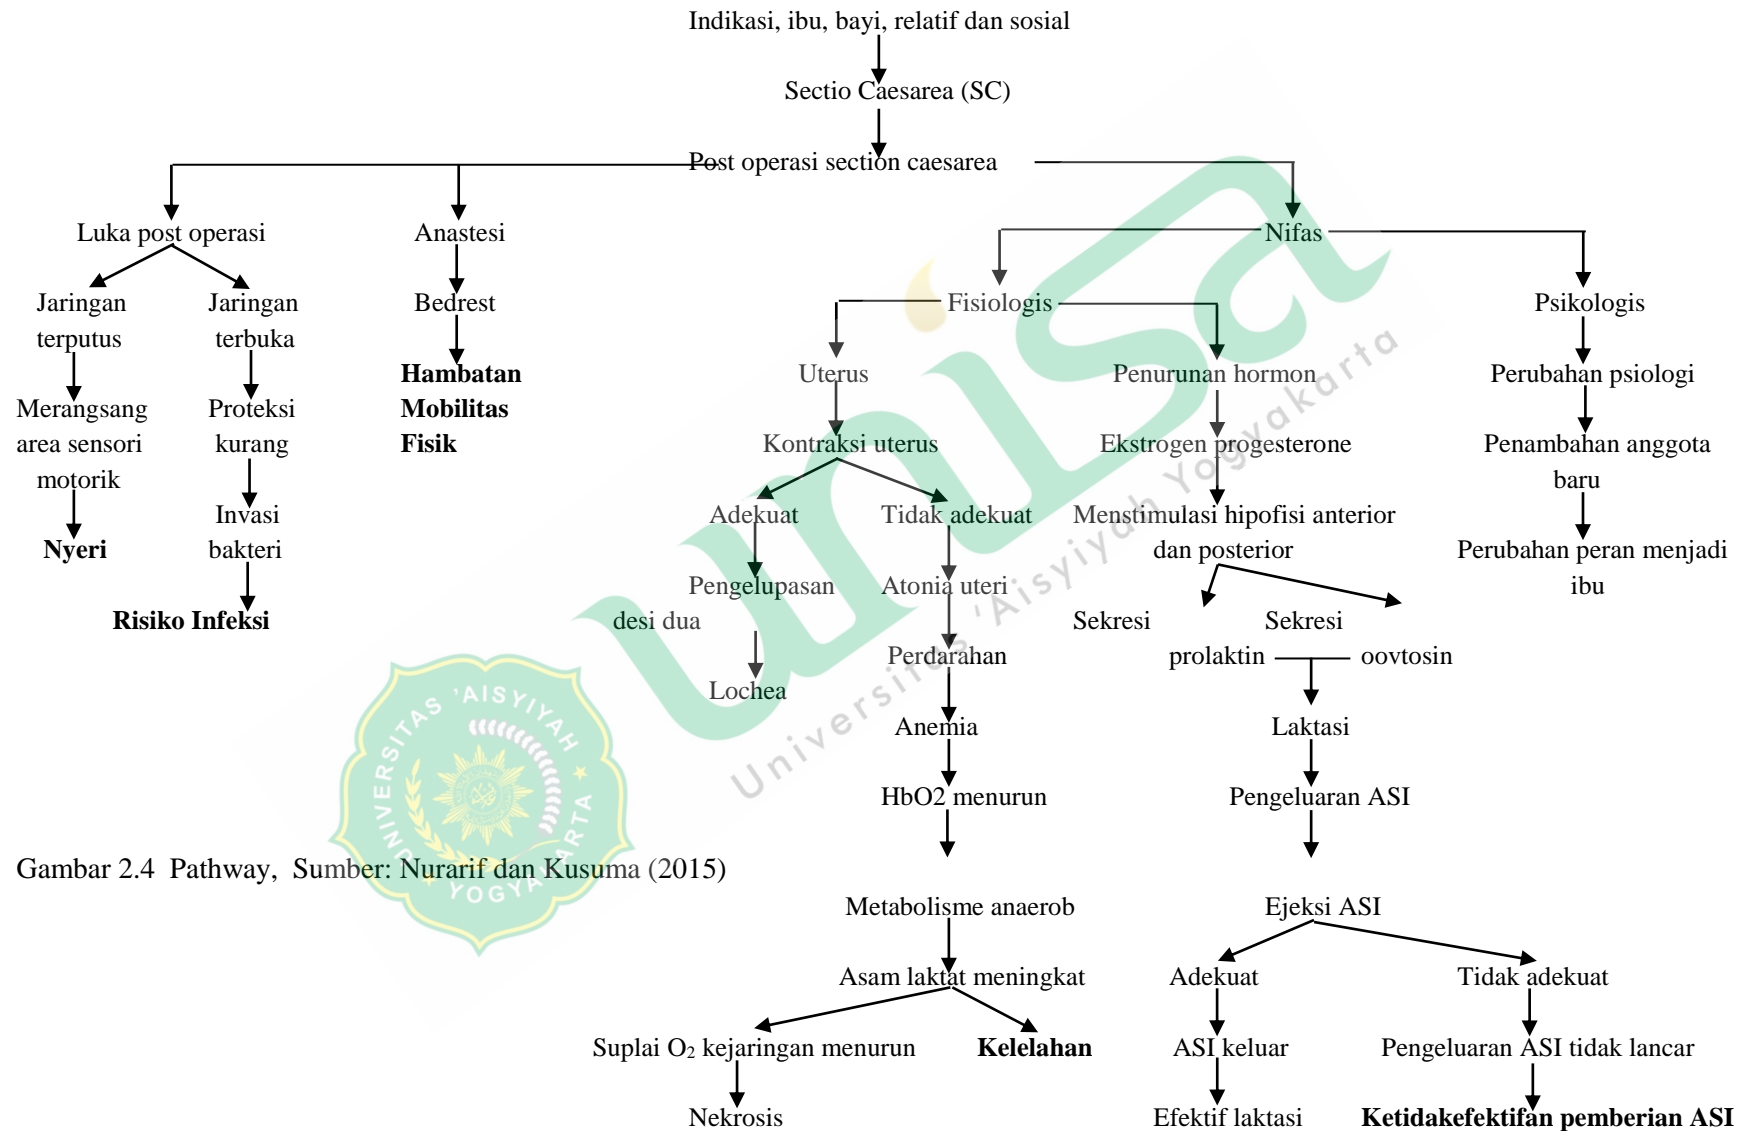 Indikasi, ibu, bayi, relatif dan sosial
Sectio Caesarea (SC)
Post operasi section caesarea
Luka post operasi
Anastesi
Nifas
Jaringan
terputus
Jaringan
terbuka
Bedrest
Fisiologis
Psikologis
Merangsang
area sensori
motorik
Proteksi
kurang
Hambatan
Mobilitas
Fisik
Uterus
Penurunan hormon
Perubahan psiologi
Kontraksi uterus
Ekstrogen progesterone
Penambahan anggota
baru
Nyeri
Invasi
bakteri
Adekuat
Tidak adekuat
Menstimulasi hipofisi anterior
dan posterior
Perubahan peran menjadi
ibu
Risiko Infeksi
Pengelupasan
desi dua
Atonia uteri
Sekresi
prolaktin
Sekresi
oovtosin
Lochea
Perdarahan
Anemia
Laktasi
HbO2 menurun
Pengeluaran ASI
Gambar 2.4 Pathway, Sumber: Nurarif dan Kusuma (2015)
Metabolisme anaerob
Ejeksi ASI
Asam laktat meningkat
Adekuat
Tidak adekuat
Suplai O₂ kejaringan menurun
Kelelahan
ASI keluar
Pengeluaran ASI tidak lancar
Nekrosis
Efektif laktasi
Ketidakefektifan pemberian ASI
unisa
Universitas 'Aisyiyah Yogyakarta
UNIVERSITAS 'AISYIYAH
YOGYAKARTA